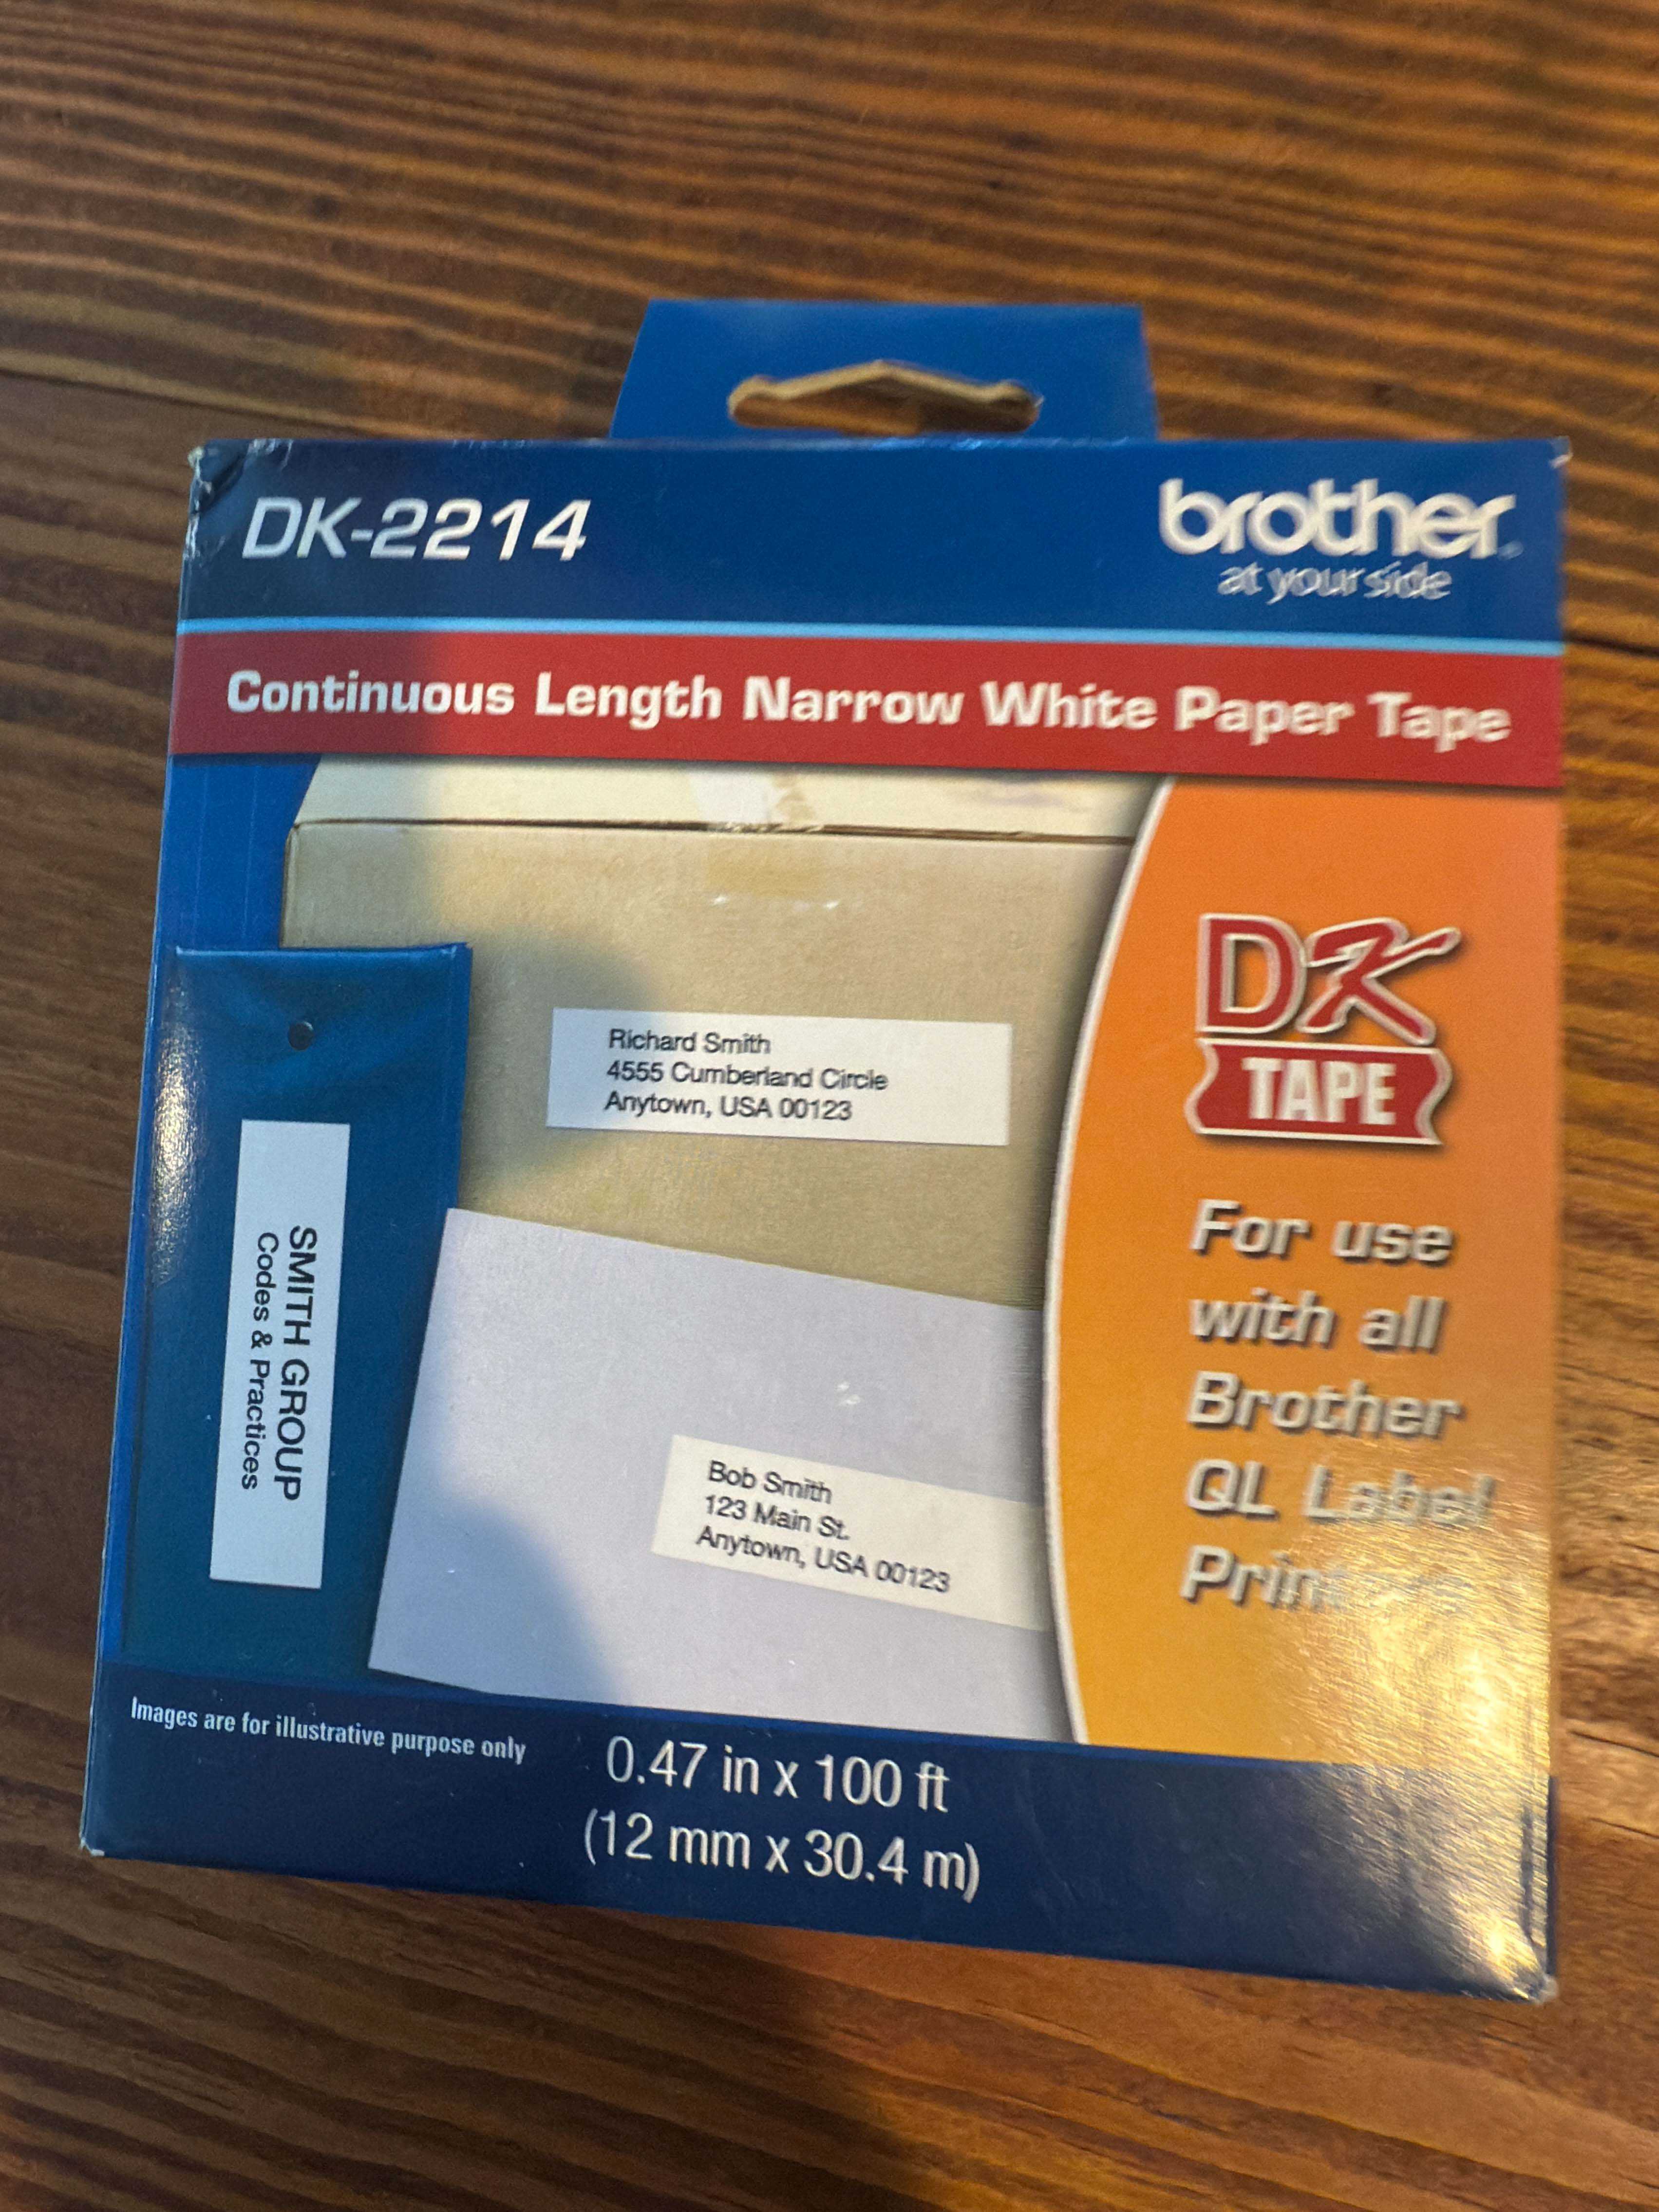 DK-2214
brother
at your side
Continuous Length Narrow White Paper Tape
Richard Smith
4555 Cumberland Circle
Anytown, USA 00123
SMITH GROUP
Codes & Practices
Bob Smith
123 Main St.
Anytown, USA 00123
DK
TAPE
For use
with all
Brother
QL Label
Printers
Images are for illustrative purpose only
0.47 in x 100 ft
(12 mm x 30.4 m)